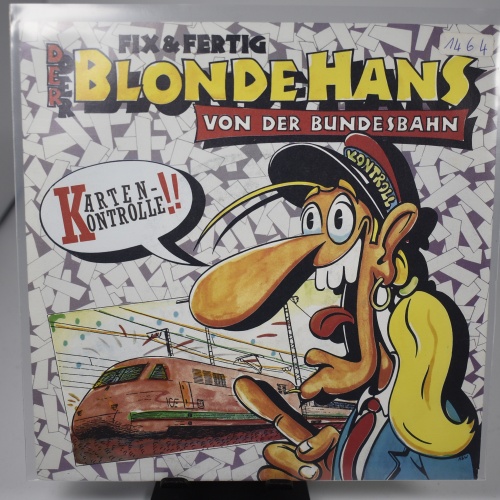 FIX & FERTIG
1464
DER
BLONDE HANS
VON DER BUNDESBAHN
KONTROLLE
KARTEN-
KONTROLLE!!
ICE